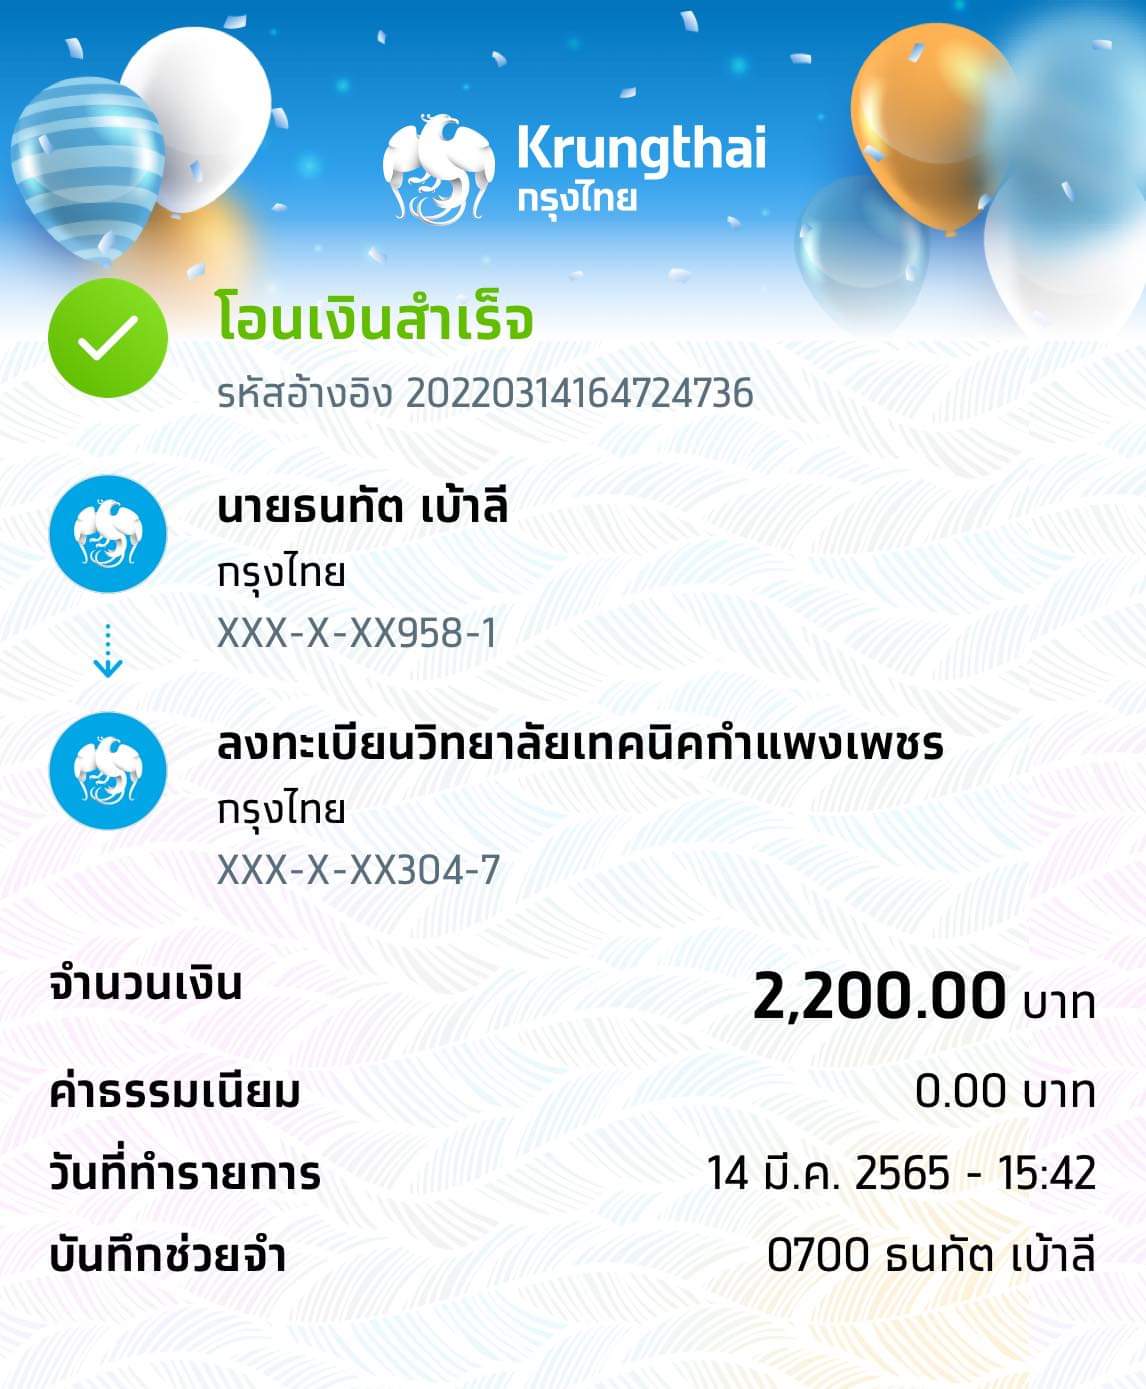 Krungthai
กรุงไทย
โอนเงินสำเร็จ
รหัสอ้างอิง 20220314164724736
นายธนทัต เบ้าลี
กรุงไทย
XXX-X-XX958-1
ลงทะเบียนวิทยาลัยเทคนิคกำแพงเพชร
กรุงไทย
XXX-X-XX304-7
จำนวนเงิน 2,200.00 บาท
ค่าธรรมเนียม 0.00 บาท
วันที่ทำรายการ 14 มี.ค. 2565 - 15:42
บันทึกช่วยจำ 0700 ธนทัต เบ้าลี